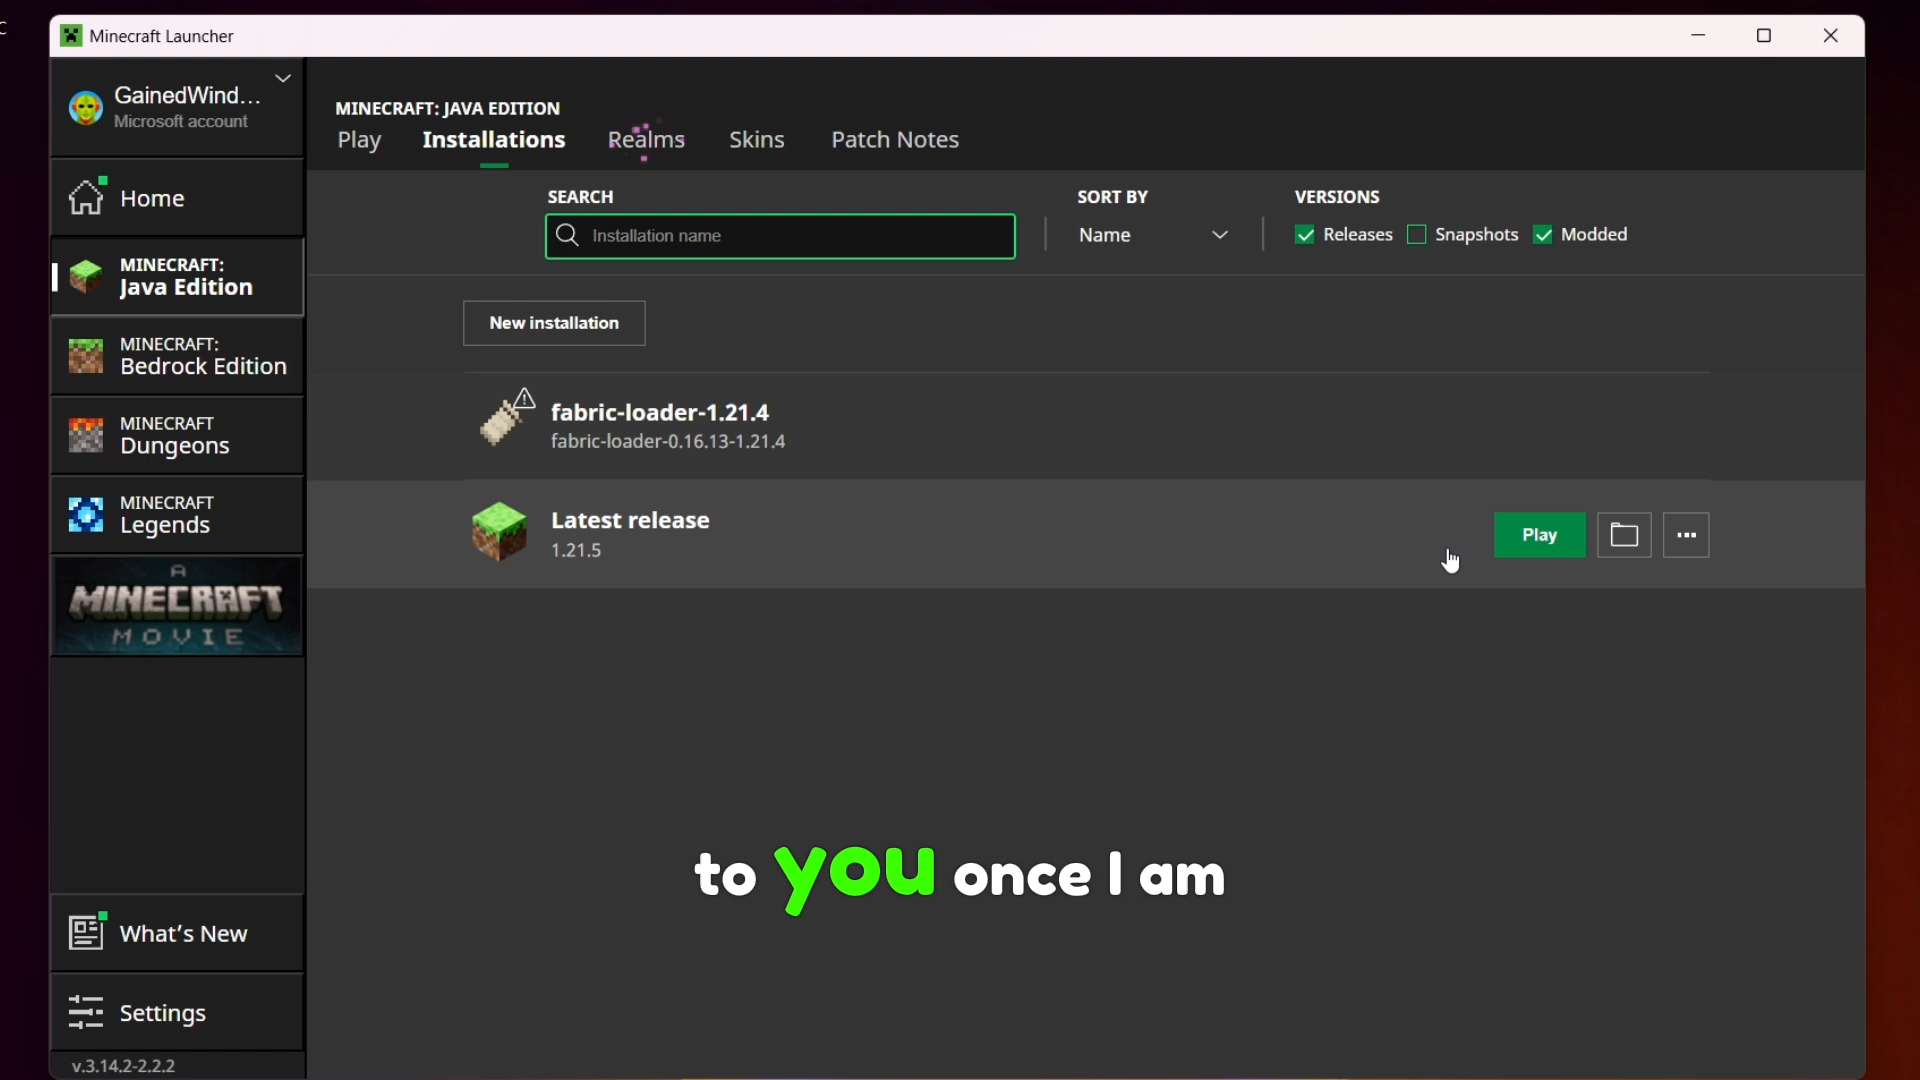 C
Minecraft Launcher
GainedWind...
Microsoft account
Home
MINECRAFT:
Java Edition
MINECRAFT:
Bedrock Edition
MINECRAFT
Dungeons
MINECRAFT
Legends
A
MINECRAFT
MOVIE
What's New
Settings
v.3.14.2-2.2.2
MINECRAFT: JAVA EDITION
Play Installations Realms Skins Patch Notes
SEARCH SORT BY VERSIONS
Installation name Name Releases Snapshots Modded
New installation
fabric-loader-1.21.4
fabric-loader-0.16.13-1.21.4
Latest release
1.21.5
Play
to you once I am